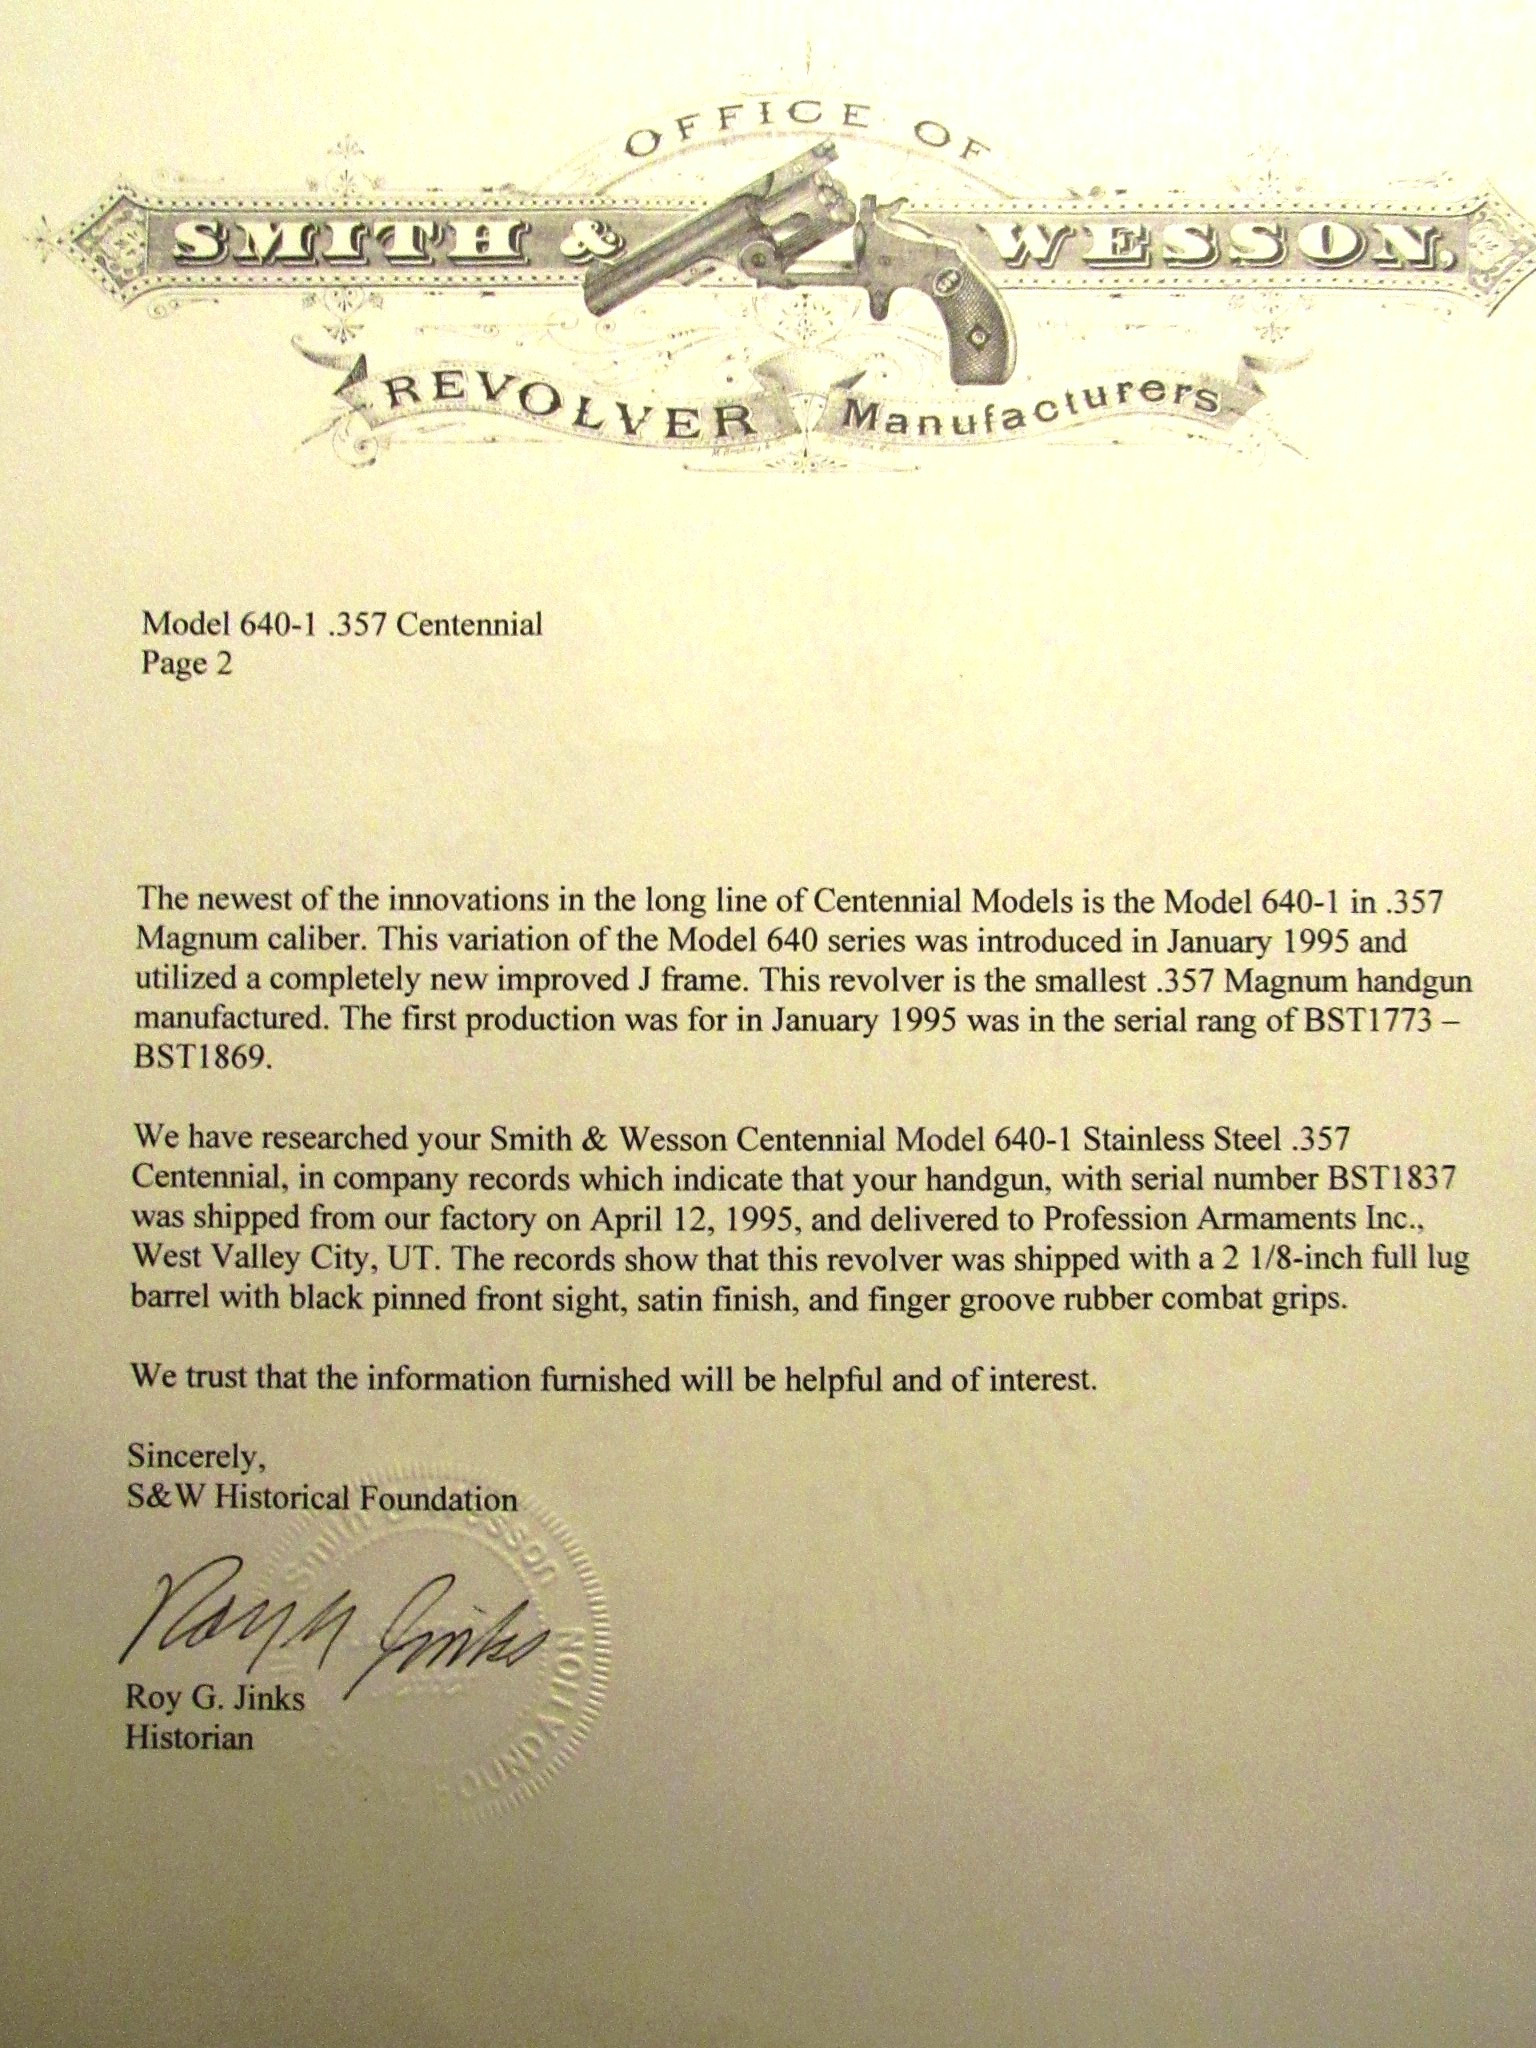 OFFICE OF
SMITH & WESSON.
REVOLVER Manufacturers
Model 640-1 .357 Centennial
Page 2
The newest of the innovations in the long line of Centennial Models is the Model 640-1 in .357
Magnum caliber. This variation of the Model 640 series was introduced in January 1995 and
utilized a completely new improved J frame. This revolver is the smallest .357 Magnum handgun
manufactured. The first production was for in January 1995 was in the serial rang of BST1773 –
BST1869.
We have researched your Smith & Wesson Centennial Model 640-1 Stainless Steel .357
Centennial, in company records which indicate that your handgun, with serial number BST1837
was shipped from our factory on April 12, 1995, and delivered to Profession Armaments Inc.,
West Valley City, UT. The records show that this revolver was shipped with a 2 1/8-inch full lug
barrel with black pinned front sight, satin finish, and finger groove rubber combat grips.
We trust that the information furnished will be helpful and of interest.
Sincerely,
S&W Historical Foundation
Roy G. Jinks
Roy G. Jinks
Historian
Smith & Wesson
FOUNDATION